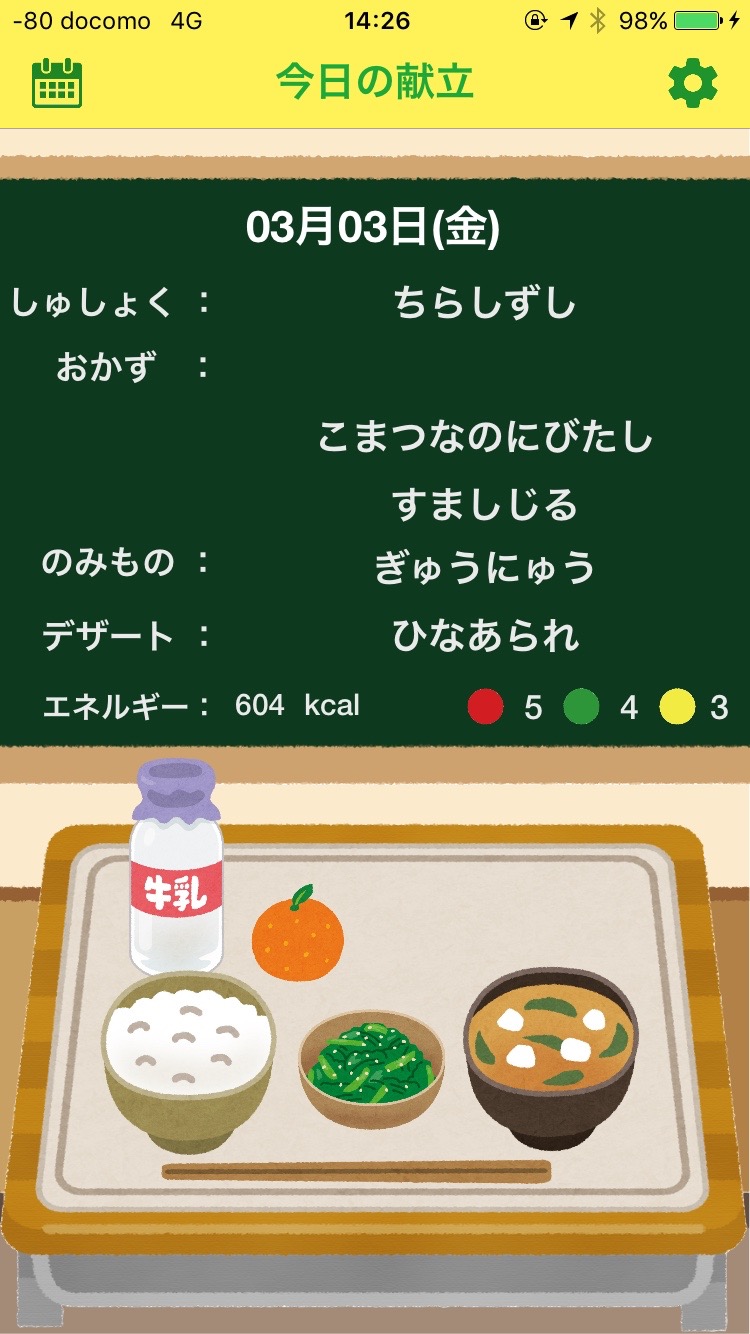 -80 docomo 4G 14:26 98%
今日の献立
03月03日(金)
しゅしょく : ちらしずし
おかず :
こまつなのにびたし
すましじる
のみもの : ぎゅうにゅう
デザート : ひなあられ
エネルギー : 604 kcal 5 4 3
牛乳